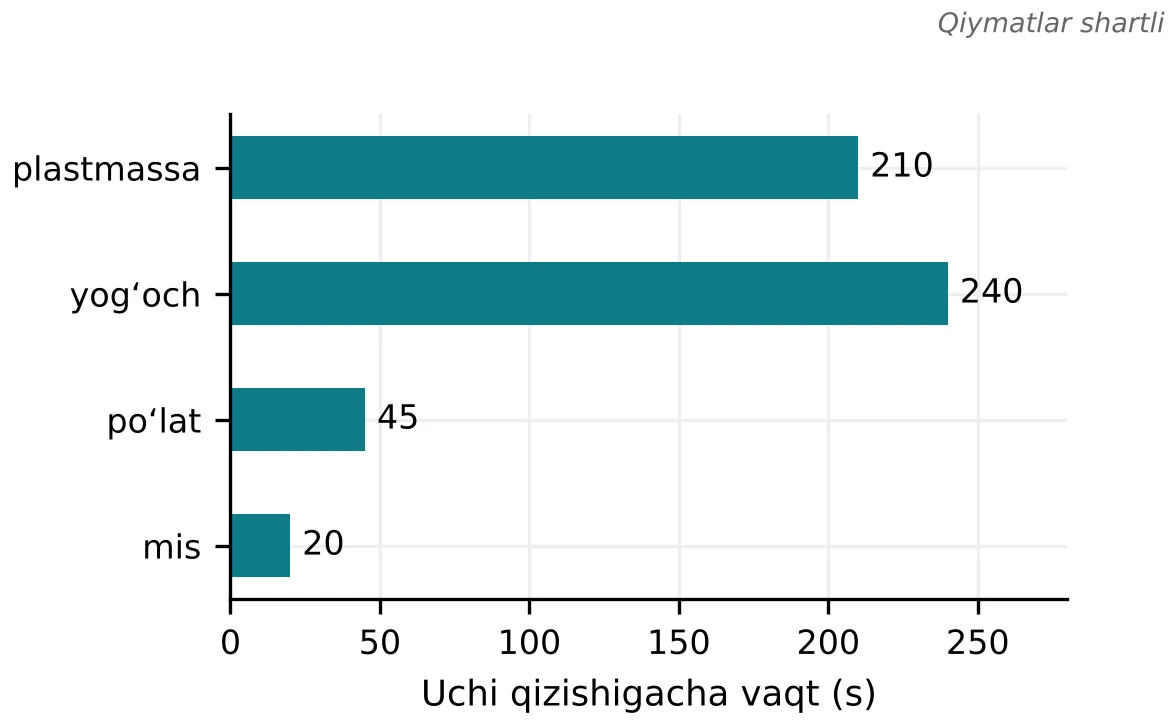 Qiymatlar shartli
plastmassa 210
yog‘och 240
po‘lat 45
mis 20
0 50 100 150 200 250
Uchi qizishigacha vaqt (s)